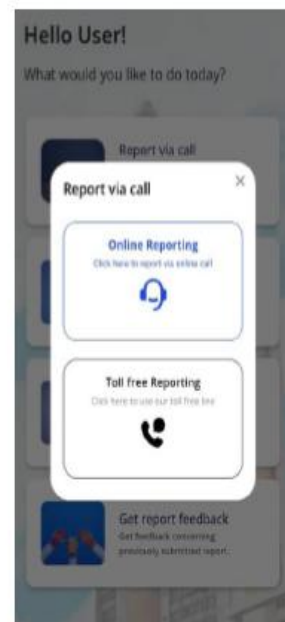 Hello User!
What would you like to do today?
Report via call
Report via call
×
Online Reporting
Click here to report via online call
Toll free Reporting
Click here to use our toll free line
Get report feedback
Get feedback concerning
previously submitted report.